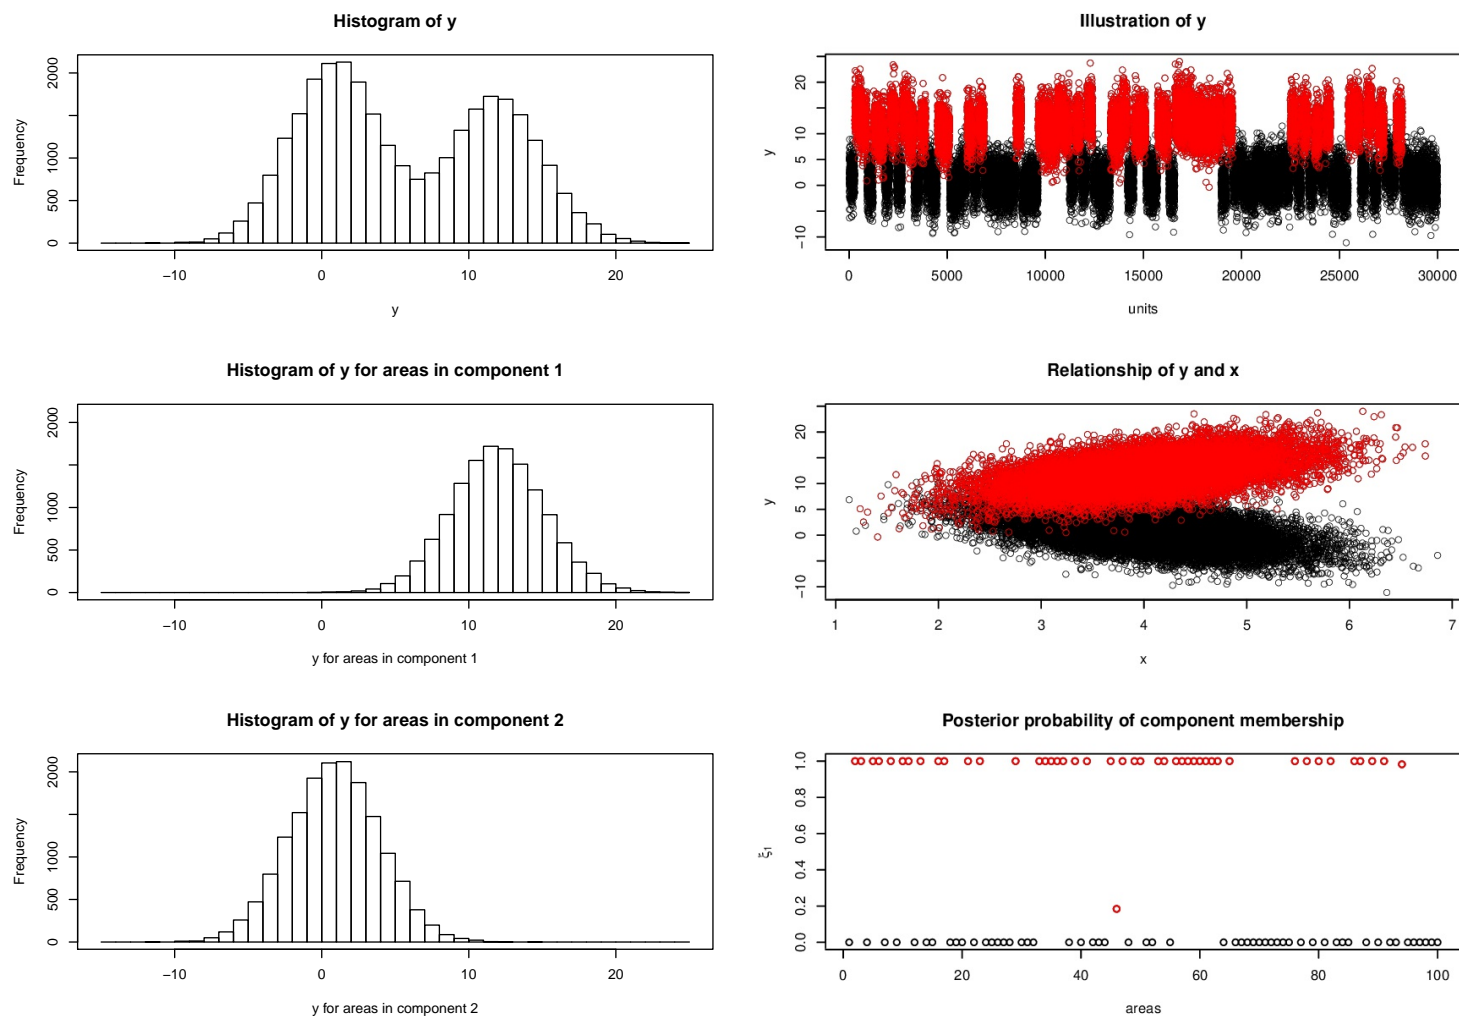 Histogram of y
Frequency
0 500 1000 2000
−10 0 10 20
y
Illustration of y
y
−10 0 5 10 20
0 5000 10000 15000 20000 25000 30000
units
Histogram of y for areas in component 1
Frequency
0 500 1000 2000
−10 0 10 20
y for areas in component 1
Relationship of y and x
y
−10 0 5 10 20
1 2 3 4 5 6 7
x
Histogram of y for areas in component 2
Frequency
0 500 1000 2000
−10 0 10 20
y for areas in component 2
Posterior probability of component membership
ξ1
0.0 0.2 0.4 0.6 0.8 1.0
0 20 40 60 80 100
areas